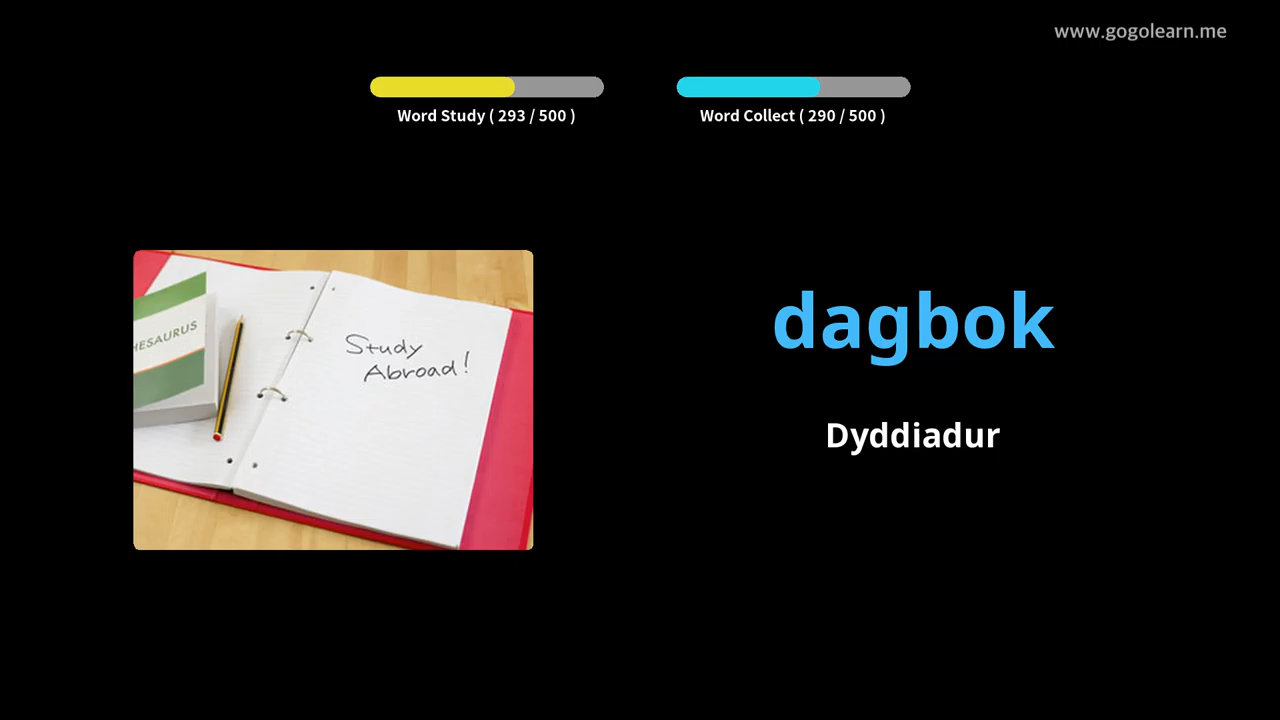 www.gogolearn.me
Word Study ( 293 / 500 )
Word Collect ( 290 / 500 )
HESAURUS
Study
Abroad!
dagbok
Dyddiadur